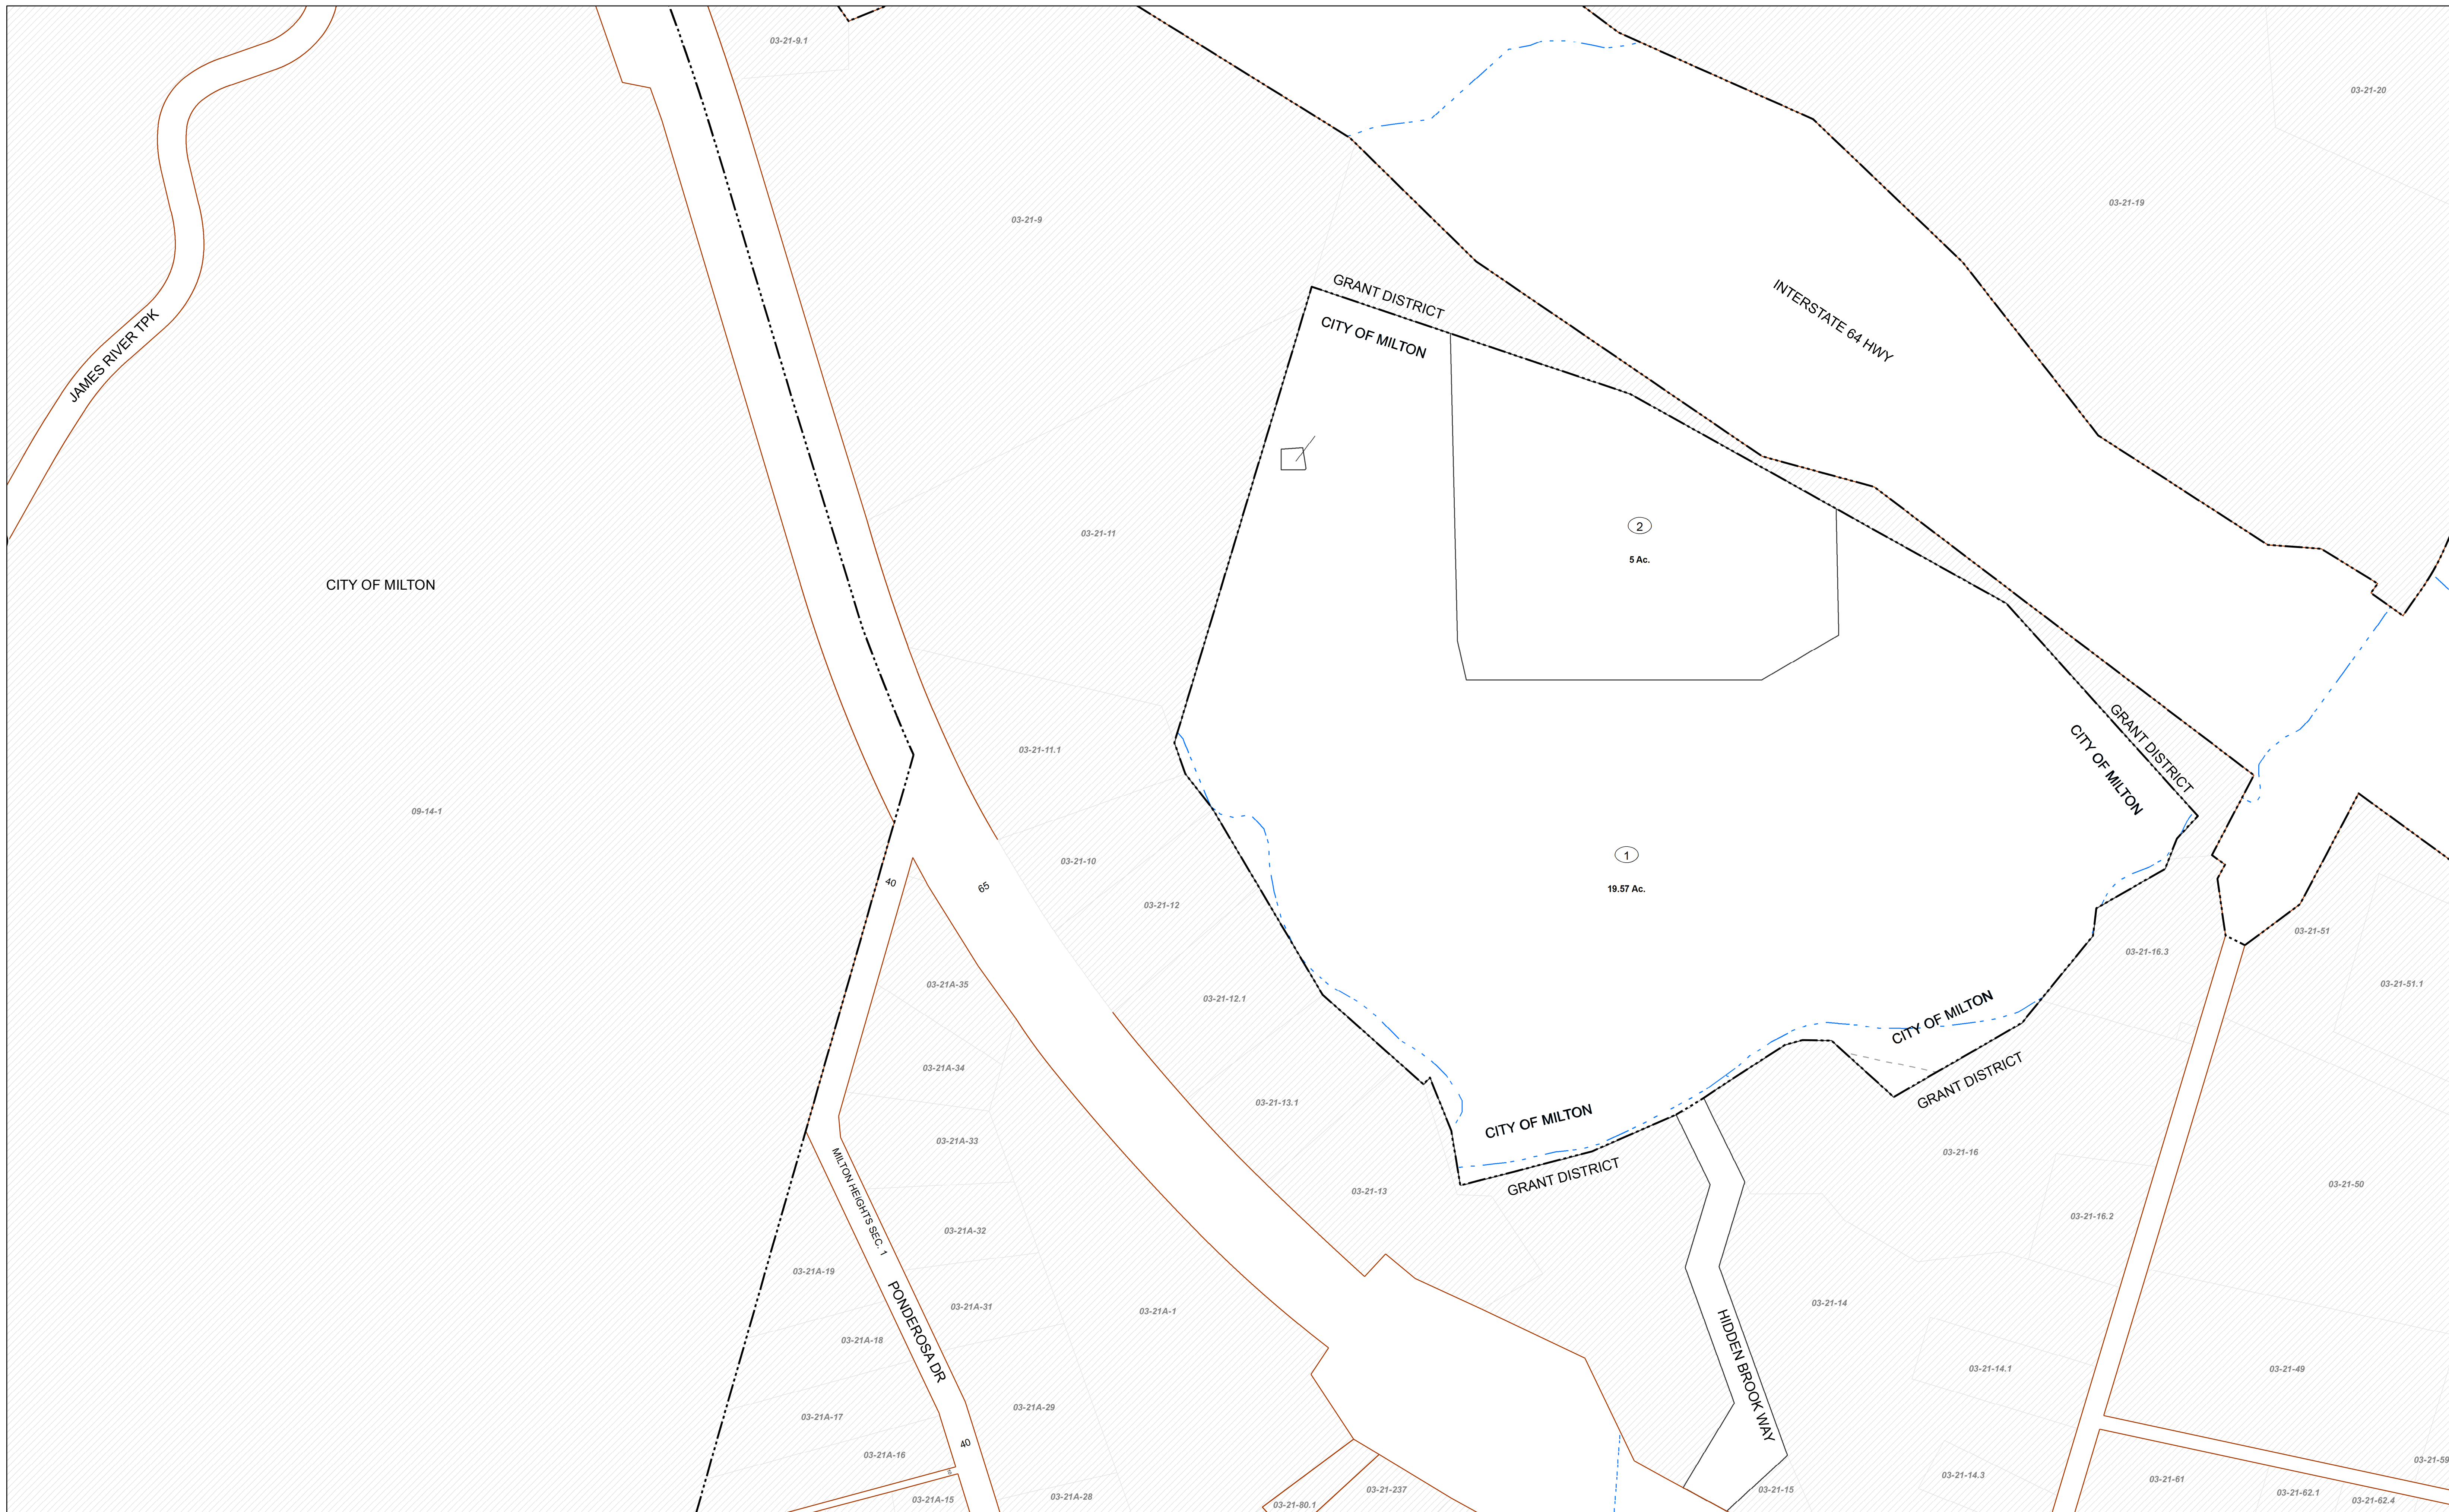 03-21-9.1
03-21-20
03-21-19
03-21-9
GRANT DISTRICT
CITY OF MILTON
INTERSTATE 64 HWY
JAMES RIVER TPK
03-21-11
2
5 Ac.
CITY OF MILTON
03-21-11.1
GRANT DISTRICT
CITY OF MILTON
09-14-1
1
19.57 Ac.
03-21-10
40
65
03-21-12
03-21-51
03-21-16.3
03-21A-35
03-21-51.1
03-21-12.1
CITY OF MILTON
GRANT DISTRICT
03-21A-34
03-21-13.1
CITY OF MILTON
GRANT DISTRICT
03-21A-33
03-21-16
MILTON HEIGHTS SEC. 1
03-21-13
03-21-50
03-21-16.2
03-21A-32
03-21A-19
03-21A-31
03-21A-1
03-21-14
PONDEROSA DR
HIDDEN BROOK WAY
03-21A-18
03-21-14.1
03-21-49
03-21A-29
03-21A-17
40
03-21A-16
03-21-59
03-21-14.3
03-21-61
03-21-237
03-21-15
03-21-62.1
03-21-62.4
03-21A-15
03-21A-28
03-21-80.1